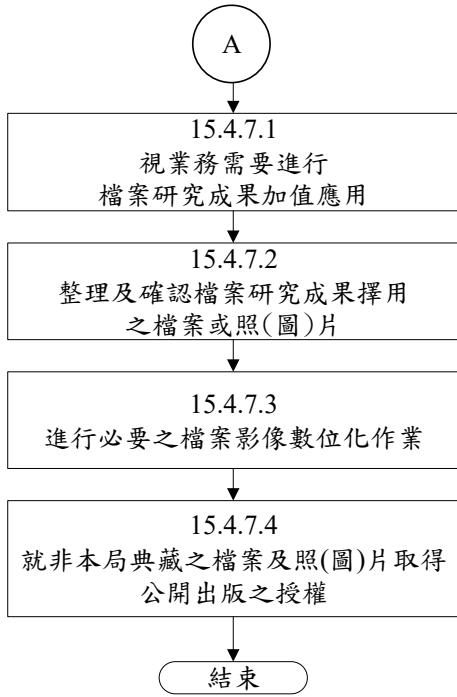 A
15.4.7.1
視業務需要進行
檔案研究成果加值應用
15.4.7.2
整理及確認檔案研究成果擇用
之檔案或照(圖)片
15.4.7.3
進行必要之檔案影像數位化作業
15.4.7.4
就非本局典藏之檔案及照(圖)片取得
公開出版之授權
結束